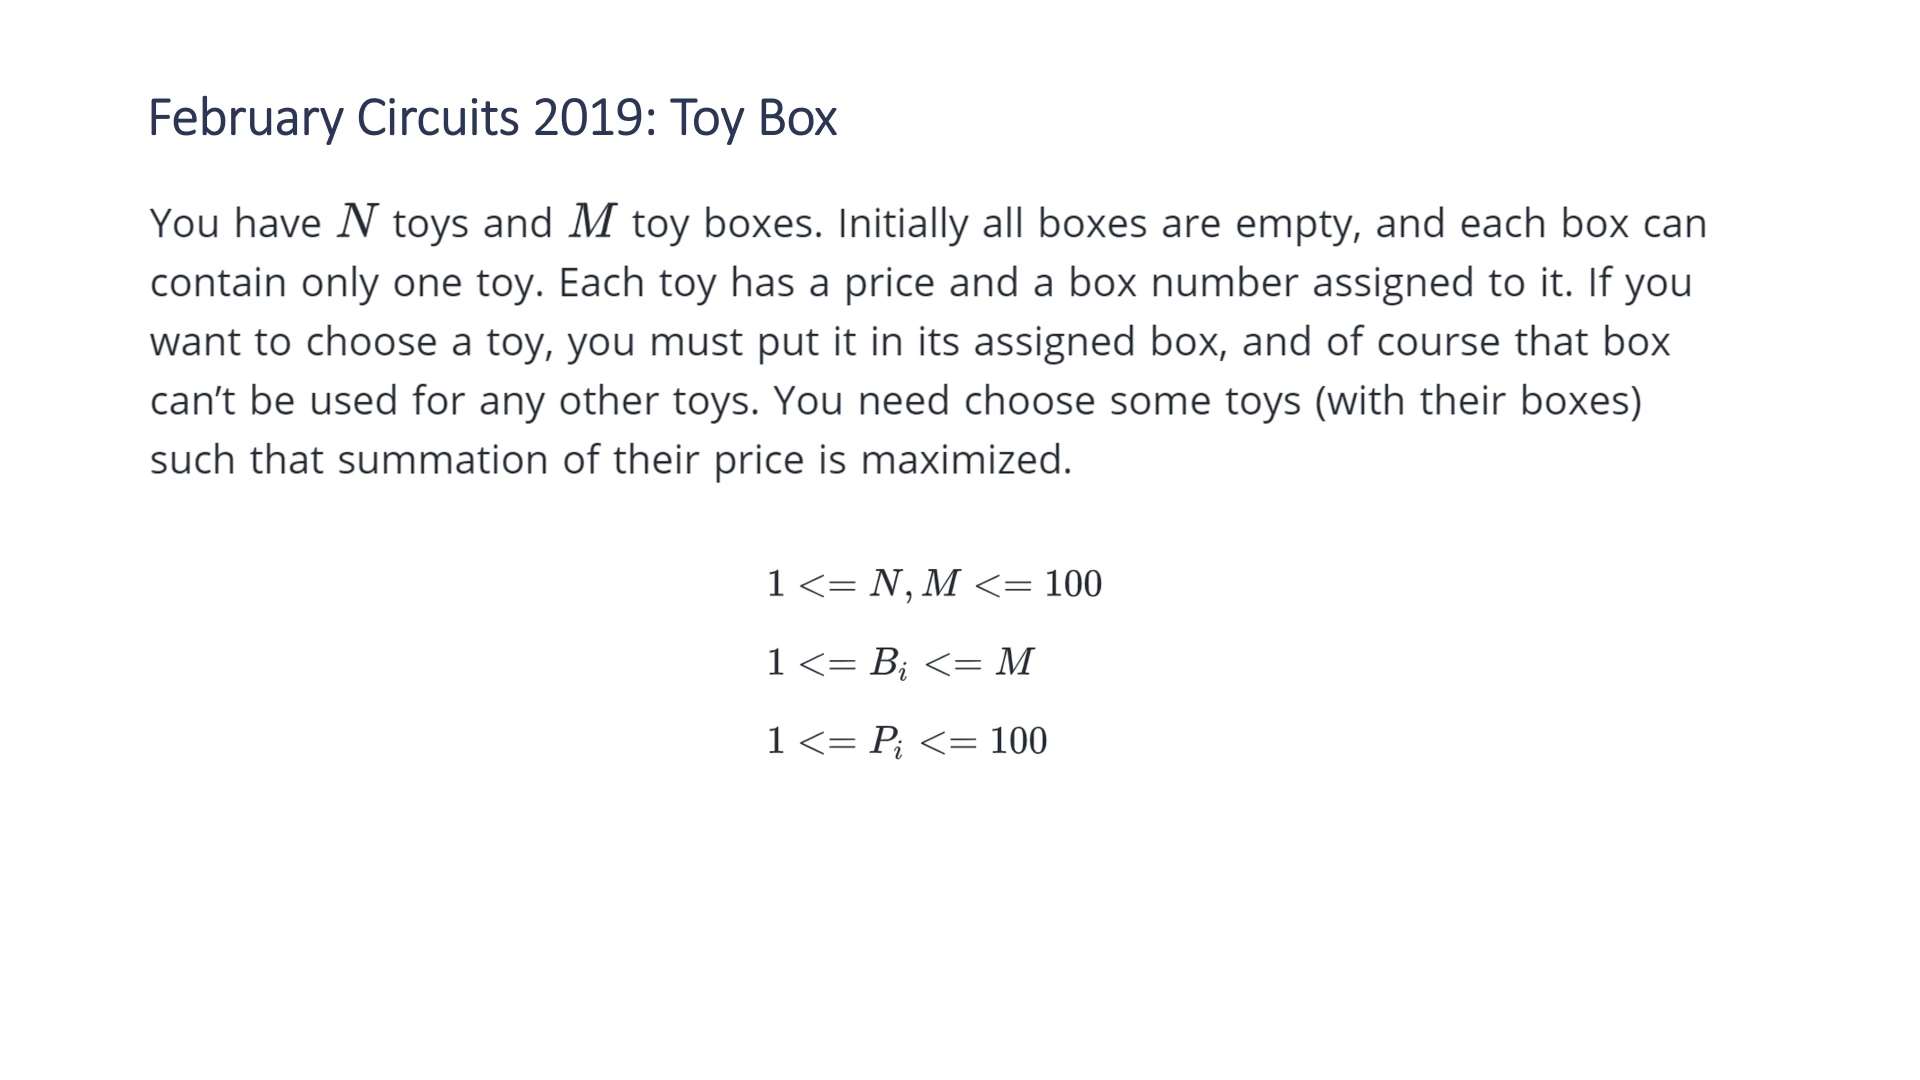 February Circuits 2019: Toy Box
You have N toys and M toy boxes. Initially all boxes are empty, and each box can
contain only one toy. Each toy has a price and a box number assigned to it. If you
want to choose a toy, you must put it in its assigned box, and of course that box
can’t be used for any other toys. You need choose some toys (with their boxes)
such that summation of their price is maximized.
1 <= N, M <= 100
1 <= B_i <= M
1 <= P_i <= 100